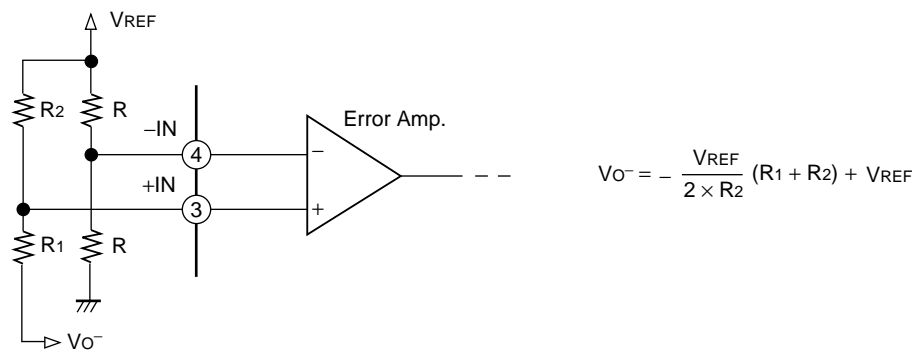 VREF
R2 R
−IN
4
Error Amp.
−
+IN
3
+
R1 R
VO−
VO− = − VREF / 2 × R2 (R1 + R2) + VREF